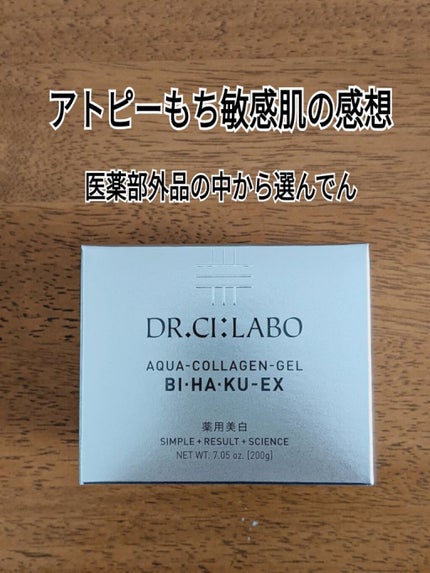 アトピーもち敏感肌の感想
医薬部外品の中から選んでん
DR.CI:LABO
AQUA-COLLAGEN-GEL
BI·HA·KU-EX
薬用美白
SIMPLE+RESULT+SCIENCE
NET WT. 7.05 oz. [200g]